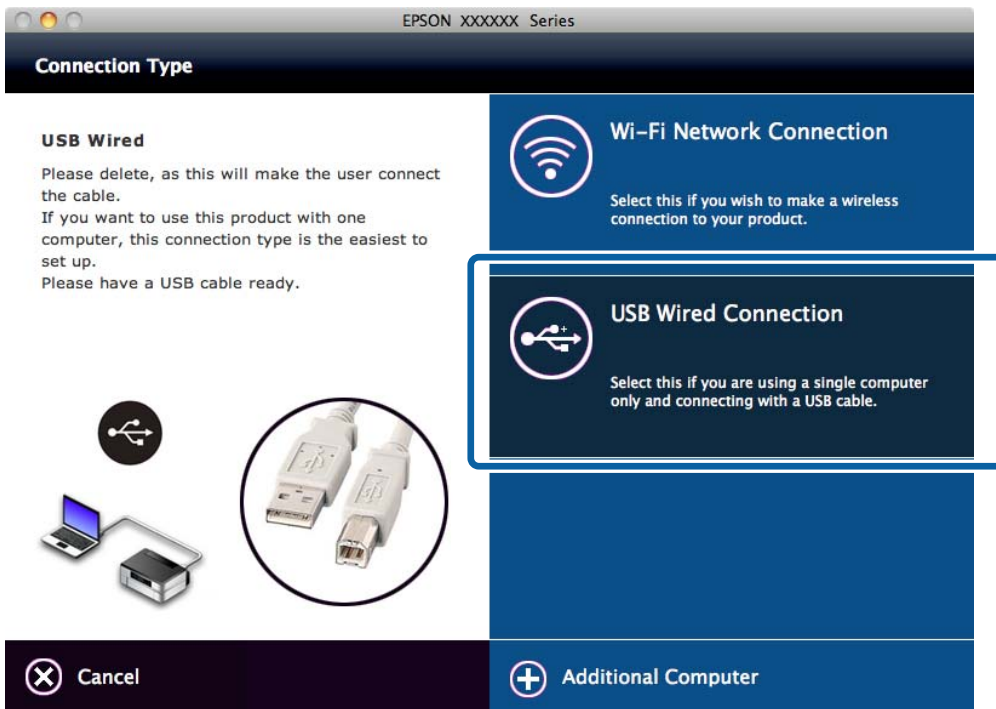 EPSON XXXXXX Series
Connection Type
USB Wired
Please delete, as this will make the user connect
the cable.
If you want to use this product with one
computer, this connection type is the easiest to
set up.
Please have a USB cable ready.
Wi-Fi Network Connection
Select this if you wish to make a wireless
connection to your product.
USB Wired Connection
Select this if you are using a single computer
only and connecting with a USB cable.
Cancel
Additional Computer